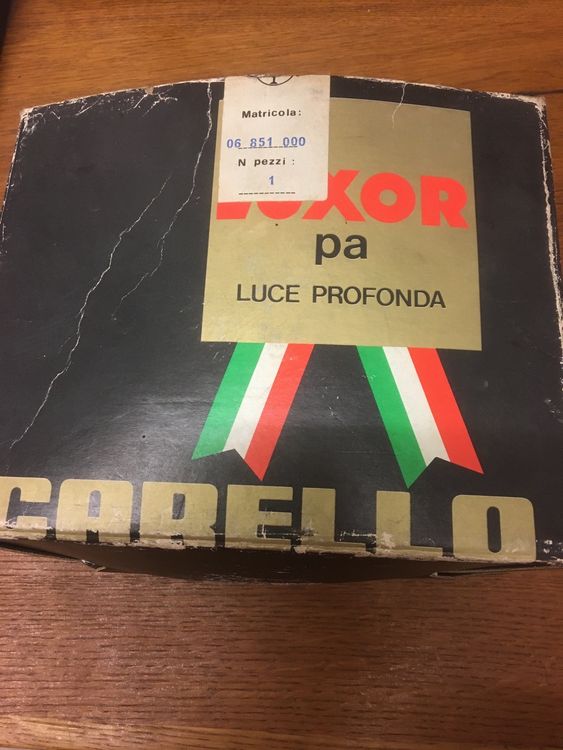 Matricola:
06 851 000
N pezzi :
1
LUXOR
pa
LUCE PROFONDA
CARELLO